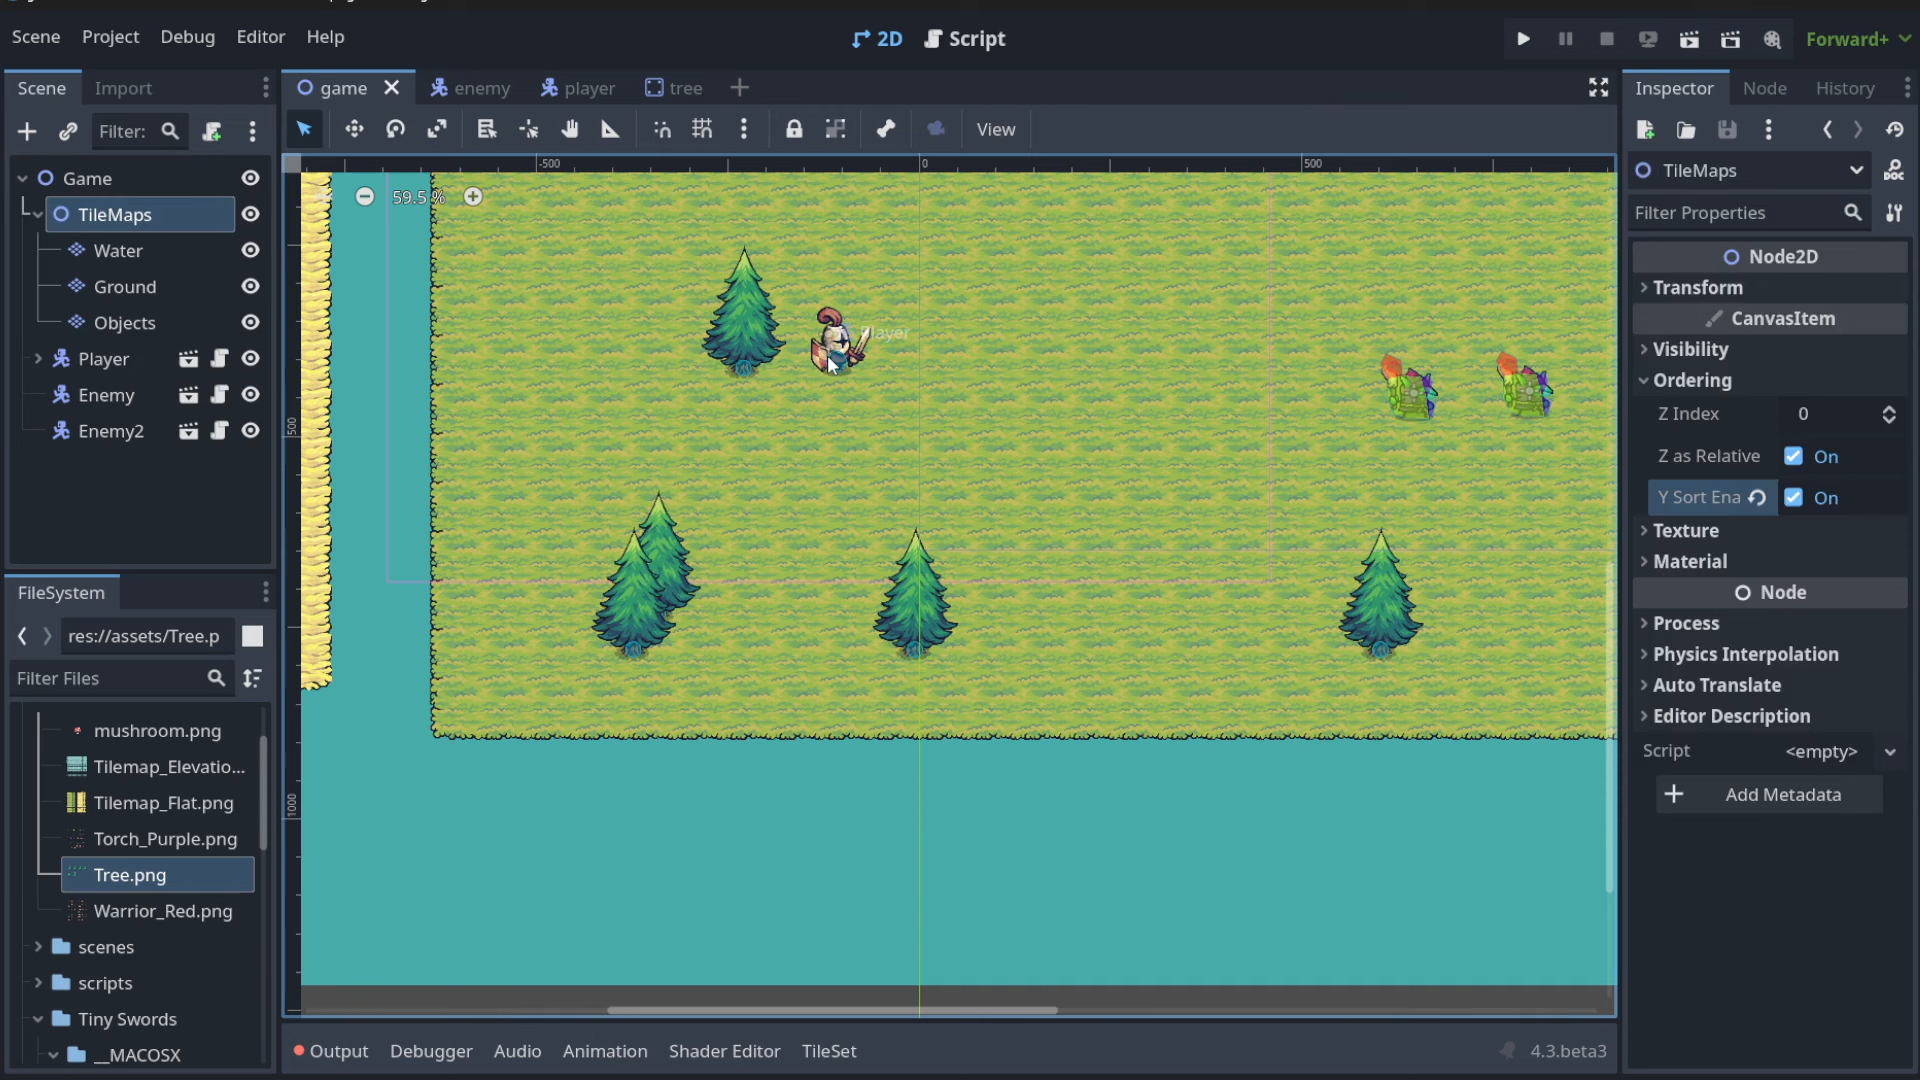 Scene Project Debug Editor Help
2D Script
Forward+
Scene Import
game enemy player tree
Inspector Node History
Filter:
View
TileMaps
Filter Properties
Game
TileMaps
Water
Ground
Objects
Player
Enemy
Enemy2
-500 0 500
59.5 %
500
1000
Player
Node2D
Transform
CanvasItem
Visibility
Ordering
Z Index 0
Z as Relative On
Y Sort Ena On
Texture
Material
Node
Process
Physics Interpolation
Auto Translate
Editor Description
Script <empty>
Add Metadata
FileSystem
res://assets/Tree.p
Filter Files
mushroom.png
Tilemap_Elevatio...
Tilemap_Flat.png
Torch_Purple.png
Tree.png
Warrior_Red.png
scenes
scripts
Tiny Swords
__MACOSX
Output Debugger Audio Animation Shader Editor TileSet
4.3.beta3